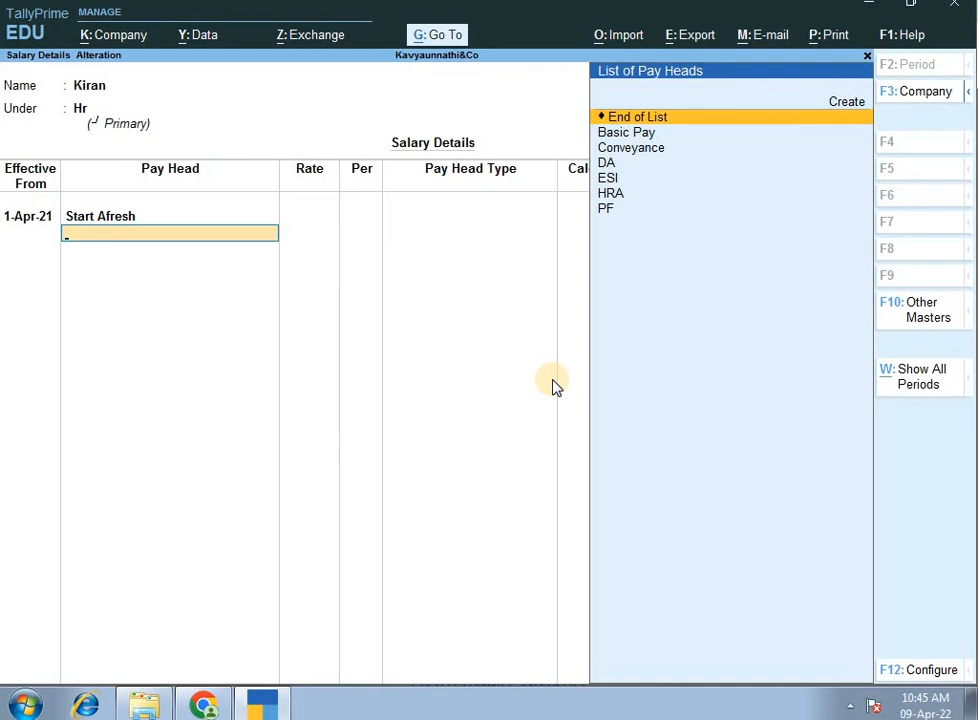 TallyPrime MANAGE
EDU K: Company Y: Data Z: Exchange G: Go To O: Import E: Export M: E-mail P: Print F1: Help
Salary Details Alteration Kavyaunnathi&Co
Name : Kiran
Under : Hr
(┘ Primary)
Salary Details
Effective From Pay Head Rate Per Pay Head Type Cal
1-Apr-21 Start Afresh
List of Pay Heads
Create
♦ End of List
Basic Pay
Conveyance
DA
ESI
HRA
PF
F2: Period
F3: Company
F4
F5
F6
F7
F8
F9
F10: Other
Masters
W: Show All
Periods
F12: Configure
10:45 AM
09-Apr-22